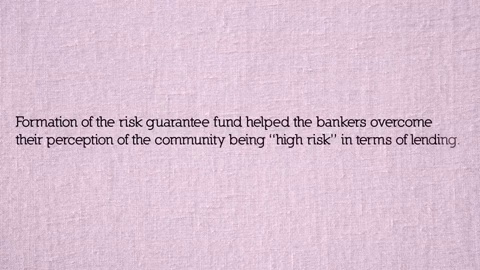 Formation of the risk guarantee fund helped the bankers overcome
their perception of the community being “high risk” in terms of lending.